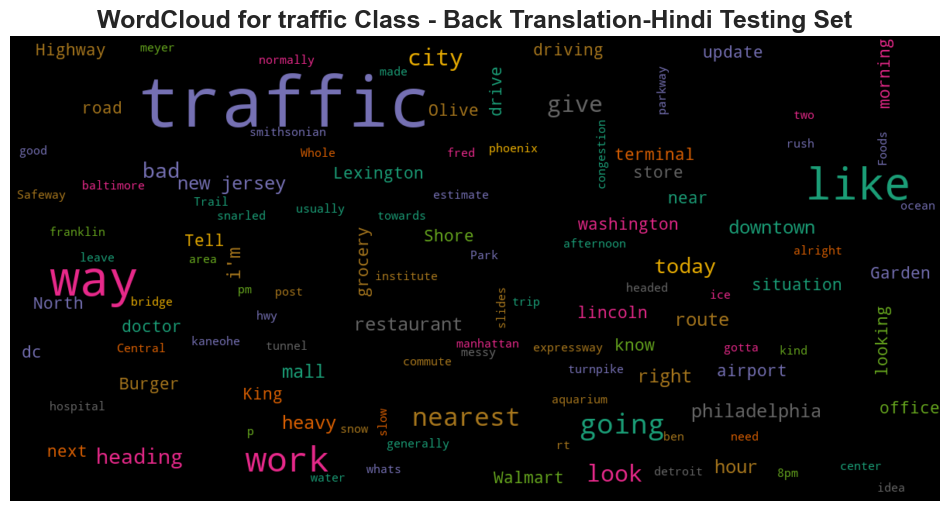 WordCloud for traffic Class - Back Translation-Hindi Testing Set
Highway
meyer
normally
made
city
driving
update
morning
traffic
road
Olive
drive
give
parkway
two
smithsonian
good
Whole
fred
phoenix
congestion
terminal
rush
Foods
bad
new jersey
Lexington
store
like
Safeway
baltimore
Trail
estimate
near
ocean
snarled
usually
towards
franklin
Tell
Shore
washington
downtown
leave
area
i'm
grocery
Park
afternoon
alright
way
institute
today
situation
Garden
North
bridge
pm
post
slides
trip
headed
ice
doctor
hwy
restaurant
lincoln
route
looking
dc
Central
kaneohe
tunnel
manhattan
messy
expressway
know
gotta
kind
mall
commute
turnpike
right
airport
Burger
King
aquarium
hospital
heavy
slow
snow
nearest
going
philadelphia
office
p
generally
rt
ben
need
next
heading
work
water
whats
Walmart
look
detroit
hour
8pm
center
idea